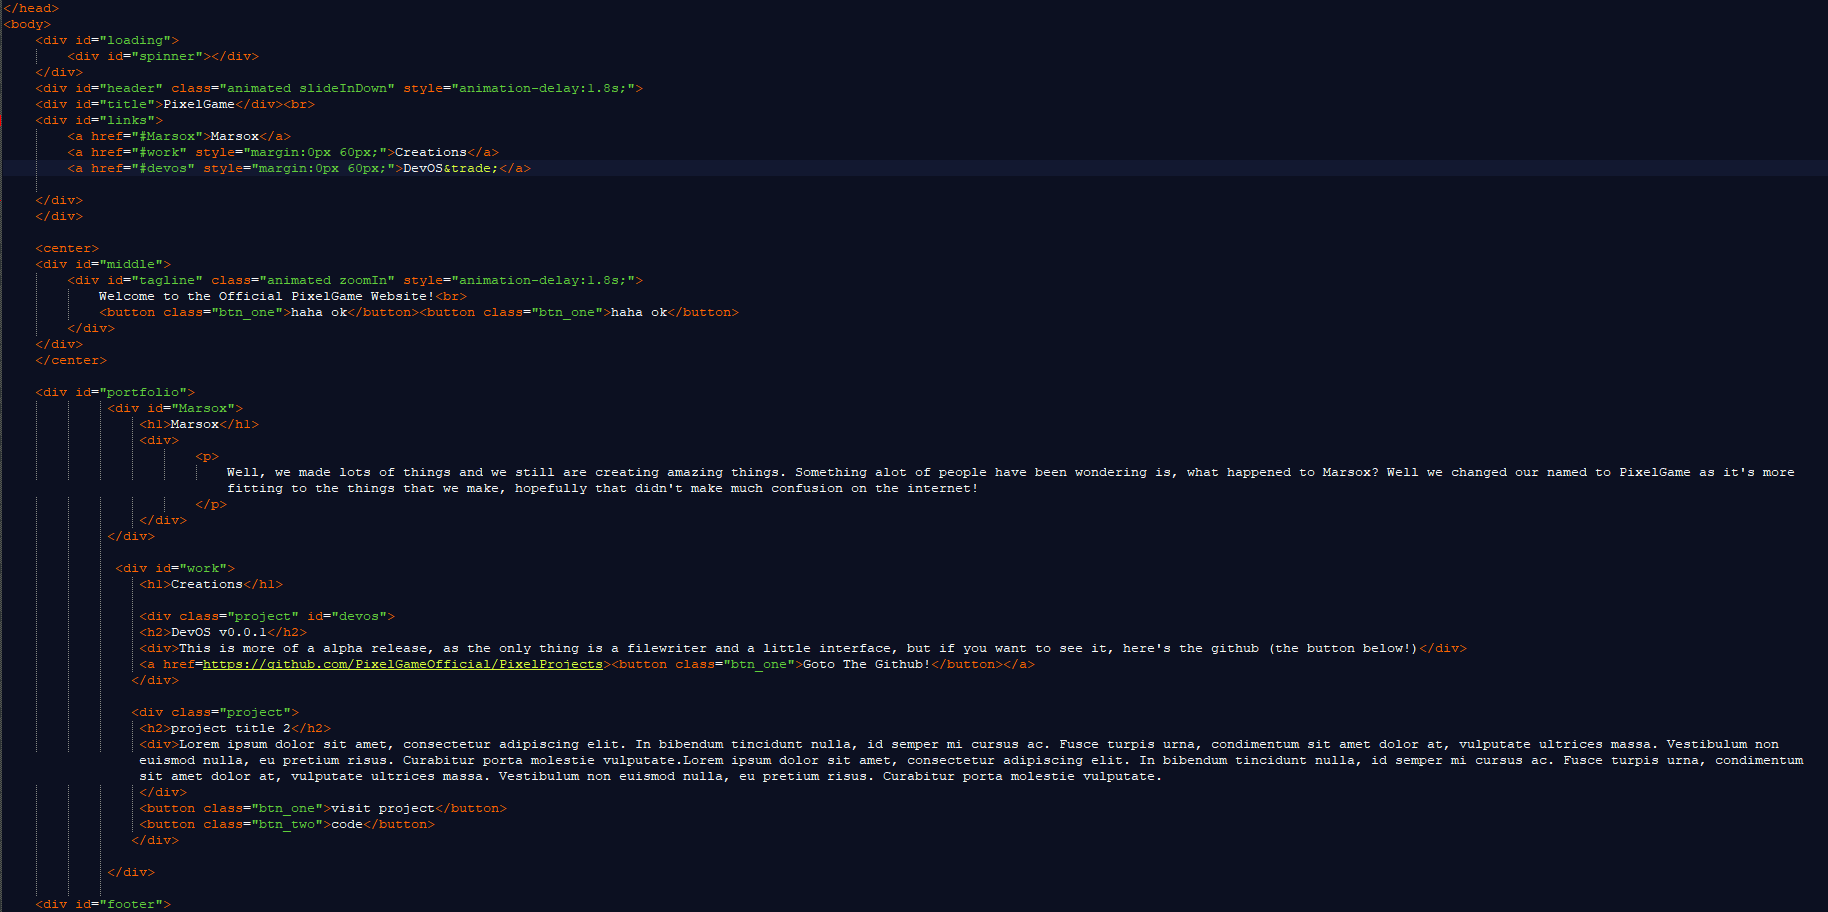 </head>
<body>
<div id="loading">
<div id="spinner"></div>
</div>
<div id="header" class="animated slideInDown" style="animation-delay:1.8s;">
<div id="title">PixelGame</div><br>
<div id="links">
<a href="#Marsox">Marsox</a>
<a href="#work" style="margin:0px 60px;">Creations</a>
<a href="#devos" style="margin:0px 60px;">DevOS&trade;</a>
</div>
</div>
<center>
<div id="middle">
<div id="tagline" class="animated zoomIn" style="animation-delay:1.8s;">
Welcome to the Official PixelGame Website!<br>
<button class="btn_one">haha ok</button><button class="btn_one">haha ok</button>
</div>
</div>
</center>
<div id="portfolio">
<div id="Marsox">
<h1>Marsox</h1>
<div>
<p>
Well, we made lots of things and we still are creating amazing things. Something alot of people have been wondering is, what happened to Marsox? Well we changed our named to PixelGame as it's more
fitting to the things that we make, hopefully that didn't make much confusion on the internet!
</p>
</div>
</div>
<div id="work">
<h1>Creations</h1>
<div class="project" id="devos">
<h2>DevOS v0.0.1</h2>
<div>This is more of a alpha release, as the only thing is a filewriter and a little interface, but if you want to see it, here's the github (the button below!)</div>
<a href=https://github.com/PixelGameOfficial/PixelProjects><button class="btn_one">Goto The Github!</button></a>
</div>
<div class="project">
<h2>project title 2</h2>
<div>Lorem ipsum dolor sit amet, consectetur adipiscing elit. In bibendum tincidunt nulla, id semper mi cursus ac. Fusce turpis urna, condimentum sit amet dolor at, vulputate ultrices massa. Vestibulum non
euismod nulla, eu pretium risus. Curabitur porta molestie vulputate.Lorem ipsum dolor sit amet, consectetur adipiscing elit. In bibendum tincidunt nulla, id semper mi cursus ac. Fusce turpis urna, condimentum
sit amet dolor at, vulputate ultrices massa. Vestibulum non euismod nulla, eu pretium risus. Curabitur porta molestie vulputate.
</div>
<button class="btn_one">visit project</button>
<button class="btn_two">code</button>
</div>
</div>
<div id="footer">